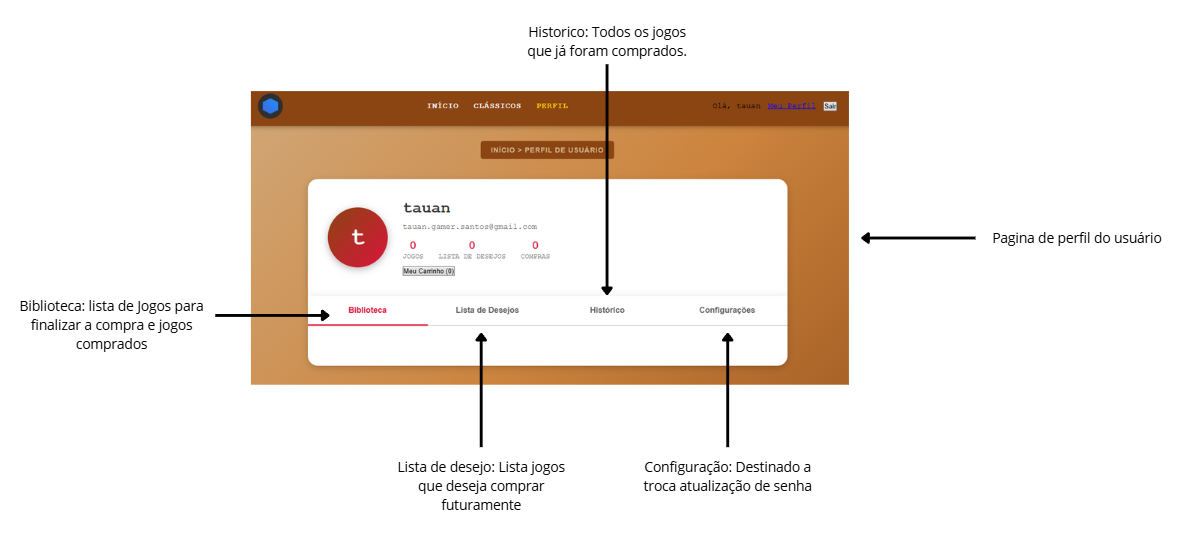 Historico: Todos os jogos
que já foram comprados.
INÍCIO CLÁSSICOS PERFIL
Olá, tauan Meu Perfil Sair
INÍCIO > PERFIL DE USUÁRIO
t
tauan
tauan.gamer.santos@gmail.com
0 0 0
JOGOS LISTA DE DESEJOS COMPRAS
Meu Carrinho (0)
Pagina de perfil do usuário
Biblioteca: lista de Jogos para
finalizar a compra e jogos
comprados
Biblioteca Lista de Desejos Histórico Configurações
Lista de desejo: Lista jogos
que deseja comprar
futuramente
Configuração: Destinado a
troca atualização de senha